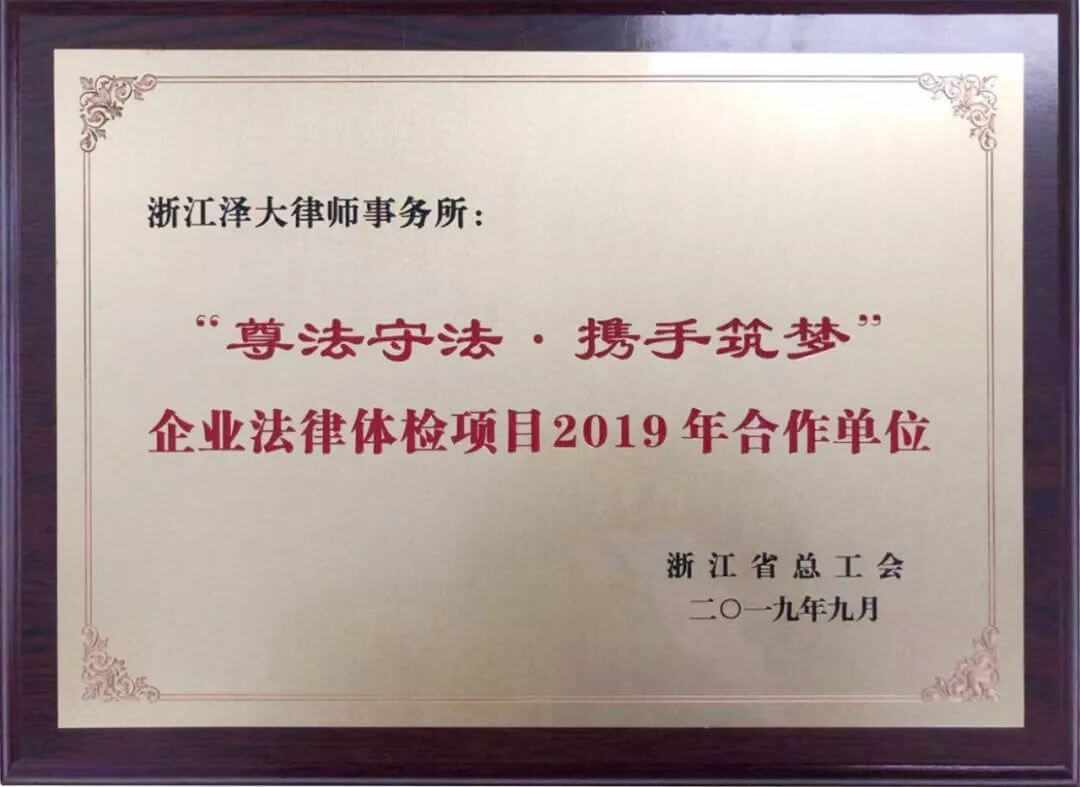 浙江泽大律师事务所：
“尊法守法·携手筑梦”
企业法律体检项目2019年合作单位
浙江省总工会
二〇一九年九月